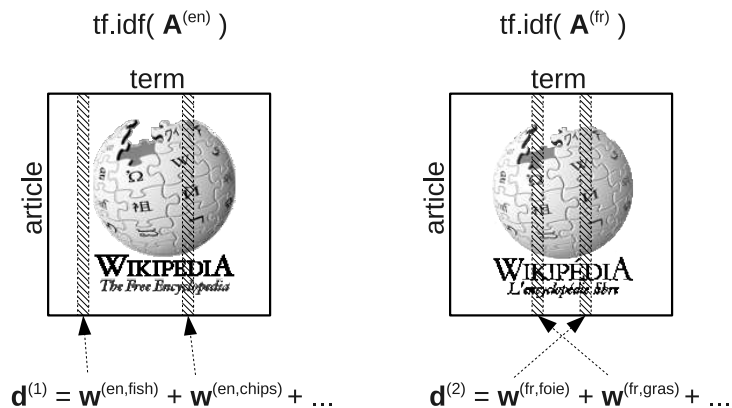 tf.idf( A(en) )
tf.idf( A(fr) )
term
term
article
article
WIKIPEDIA
The Free Encyclopedia
WIKIPÉDIA
L'encyclopédie libre
d(1) = w(en,fish) + w(en,chips) + ...
d(2) = w(fr,foie) + w(fr,gras) + ...